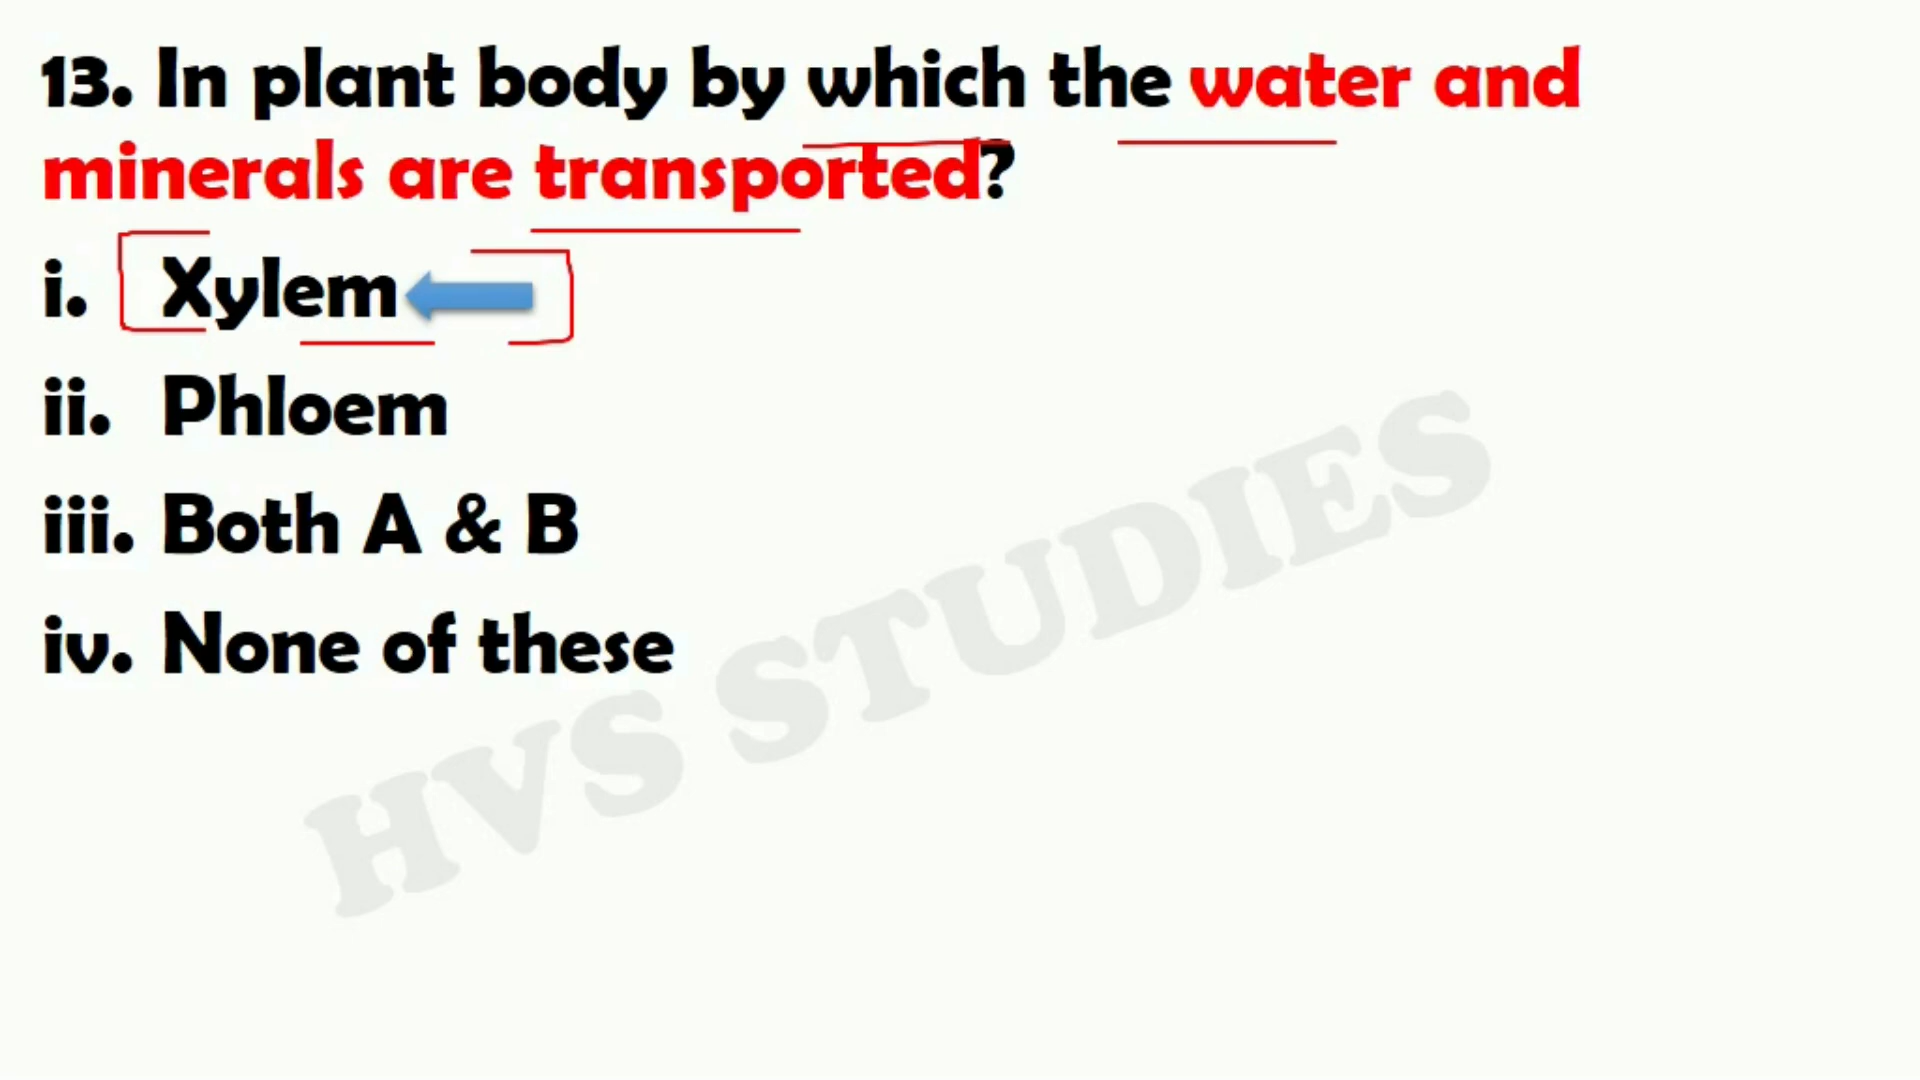 13. In plant body by which the water and
minerals are transported?
i. Xylem
ii. Phloem
iii. Both A & B
iv. None of these
HVS STUDIES